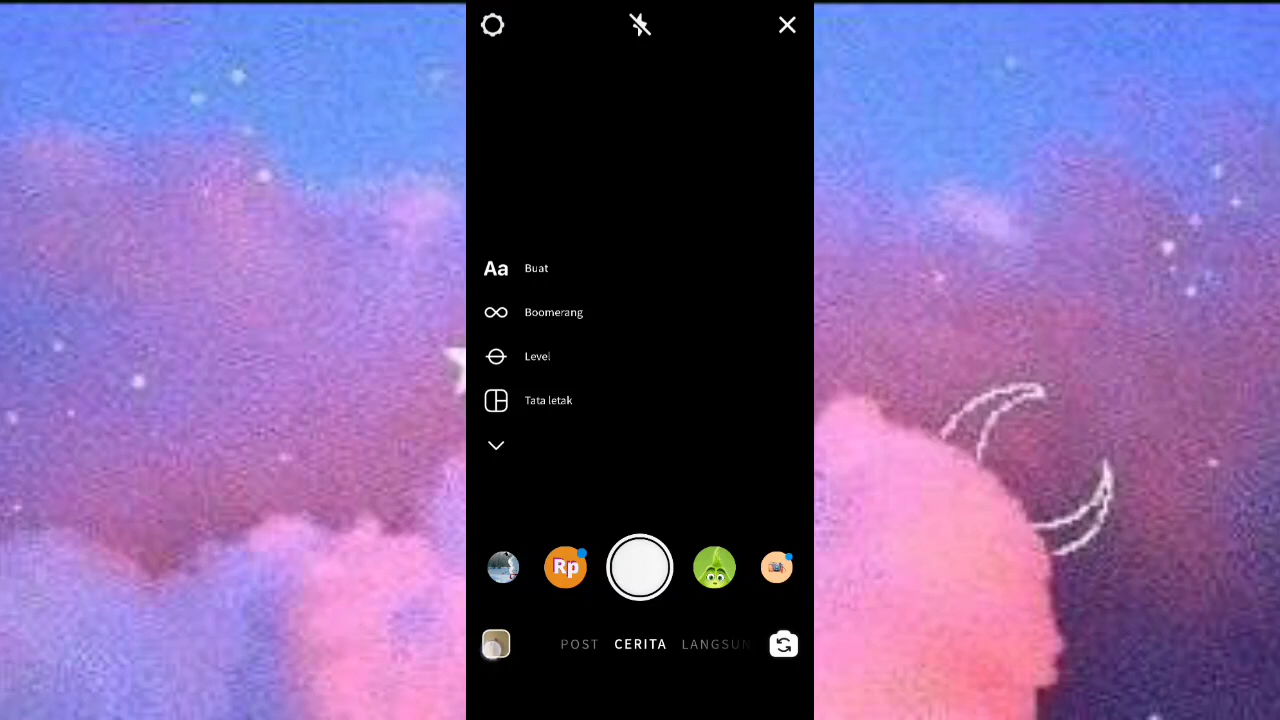 Aa Buat
Boomerang
Level
Tata letak
Rp
POST CERITA LANGSUN